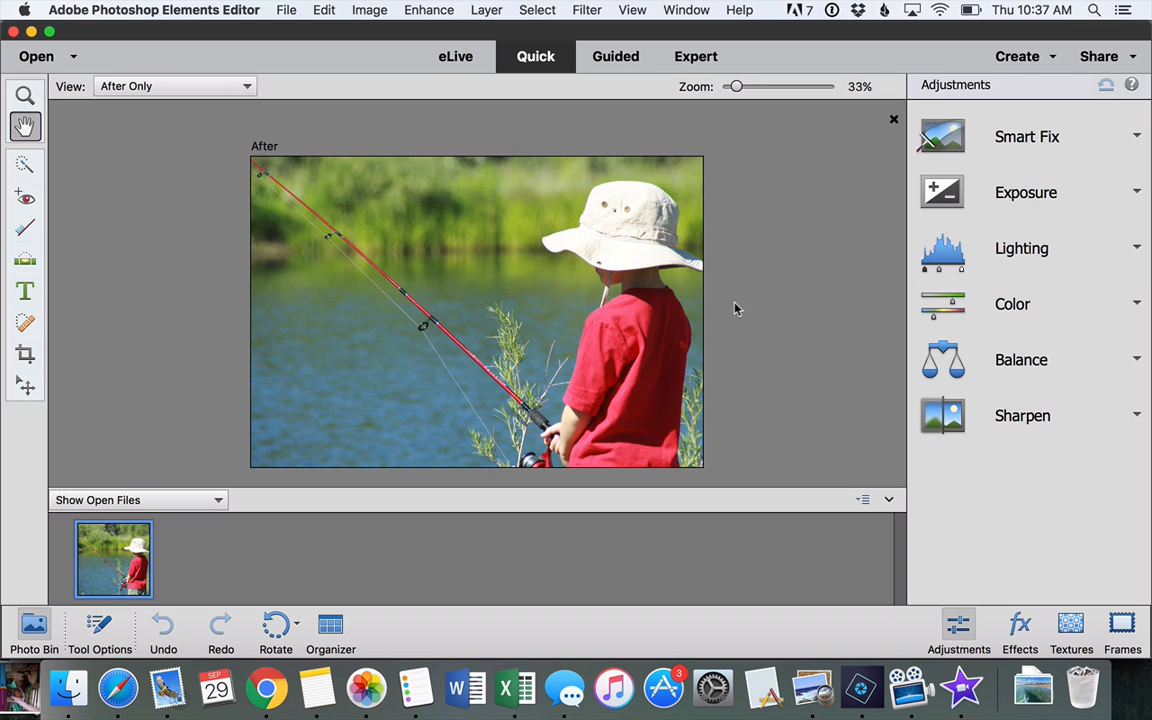 Adobe Photoshop Elements Editor File Edit Image Enhance Layer Select Filter View Window Help 7 Thu 10:37 AM
Open eLive Quick Guided Expert Create Share
View: After Only Zoom: 33% Adjustments
After
Smart Fix
Exposure
Lighting
Color
Balance
Sharpen
T
Show Open Files
Photo Bin Tool Options Undo Redo Rotate Organizer Adjustments Effects Textures Frames
fx
SEP
29
W X 3